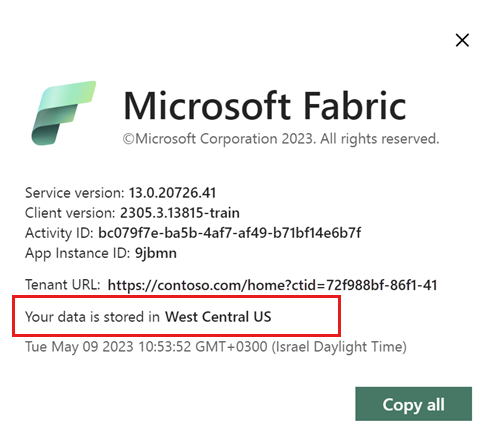 Microsoft Fabric
©Microsoft Corporation 2023. All rights reserved.
Service version: 13.0.20726.41
Client version: 2305.3.13815-train
Activity ID: bc079f7e-ba5b-4af7-af49-b71bf14e6b7f
App Instance ID: 9jbmn
Tenant URL: https://contoso.com/home?ctid=72f988bf-86f1-41
Your data is stored in West Central US
Tue May 09 2023 10:53:52 GMT+0300 (Israel Daylight Time)
Copy all